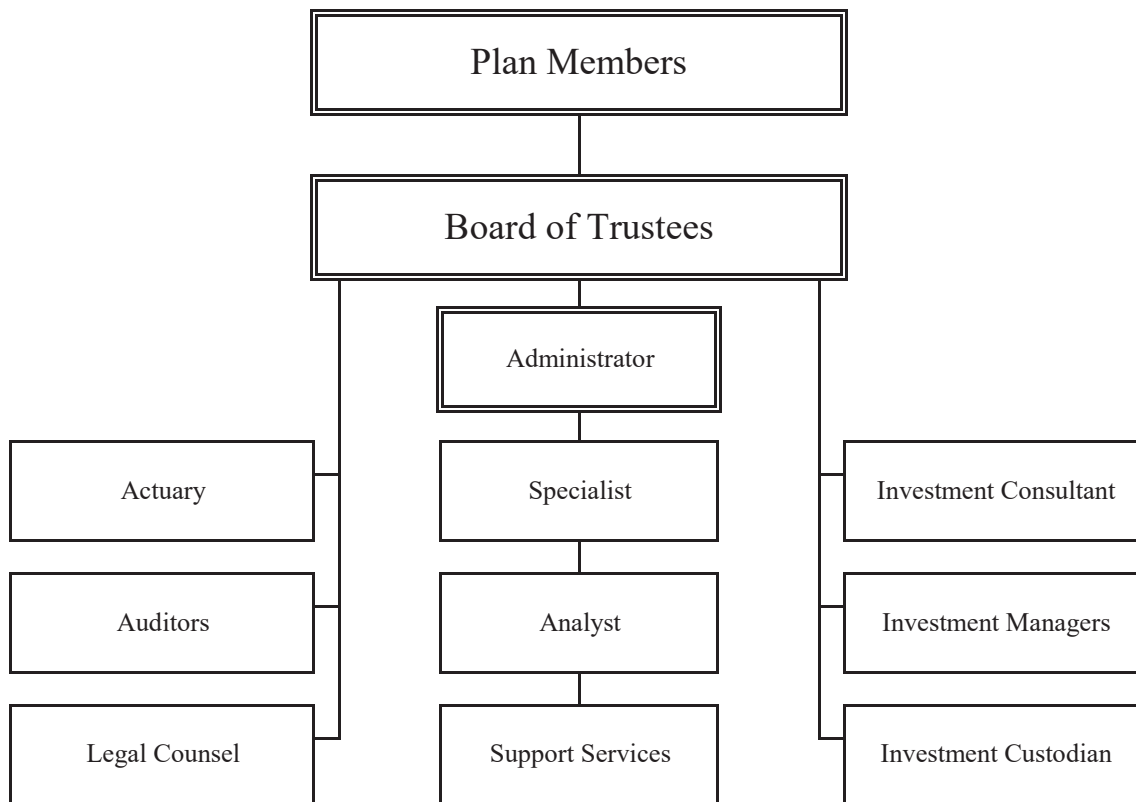 Plan Members
Board of Trustees
Administrator
Actuary
Specialist
Investment Consultant
Auditors
Analyst
Investment Managers
Legal Counsel
Support Services
Investment Custodian